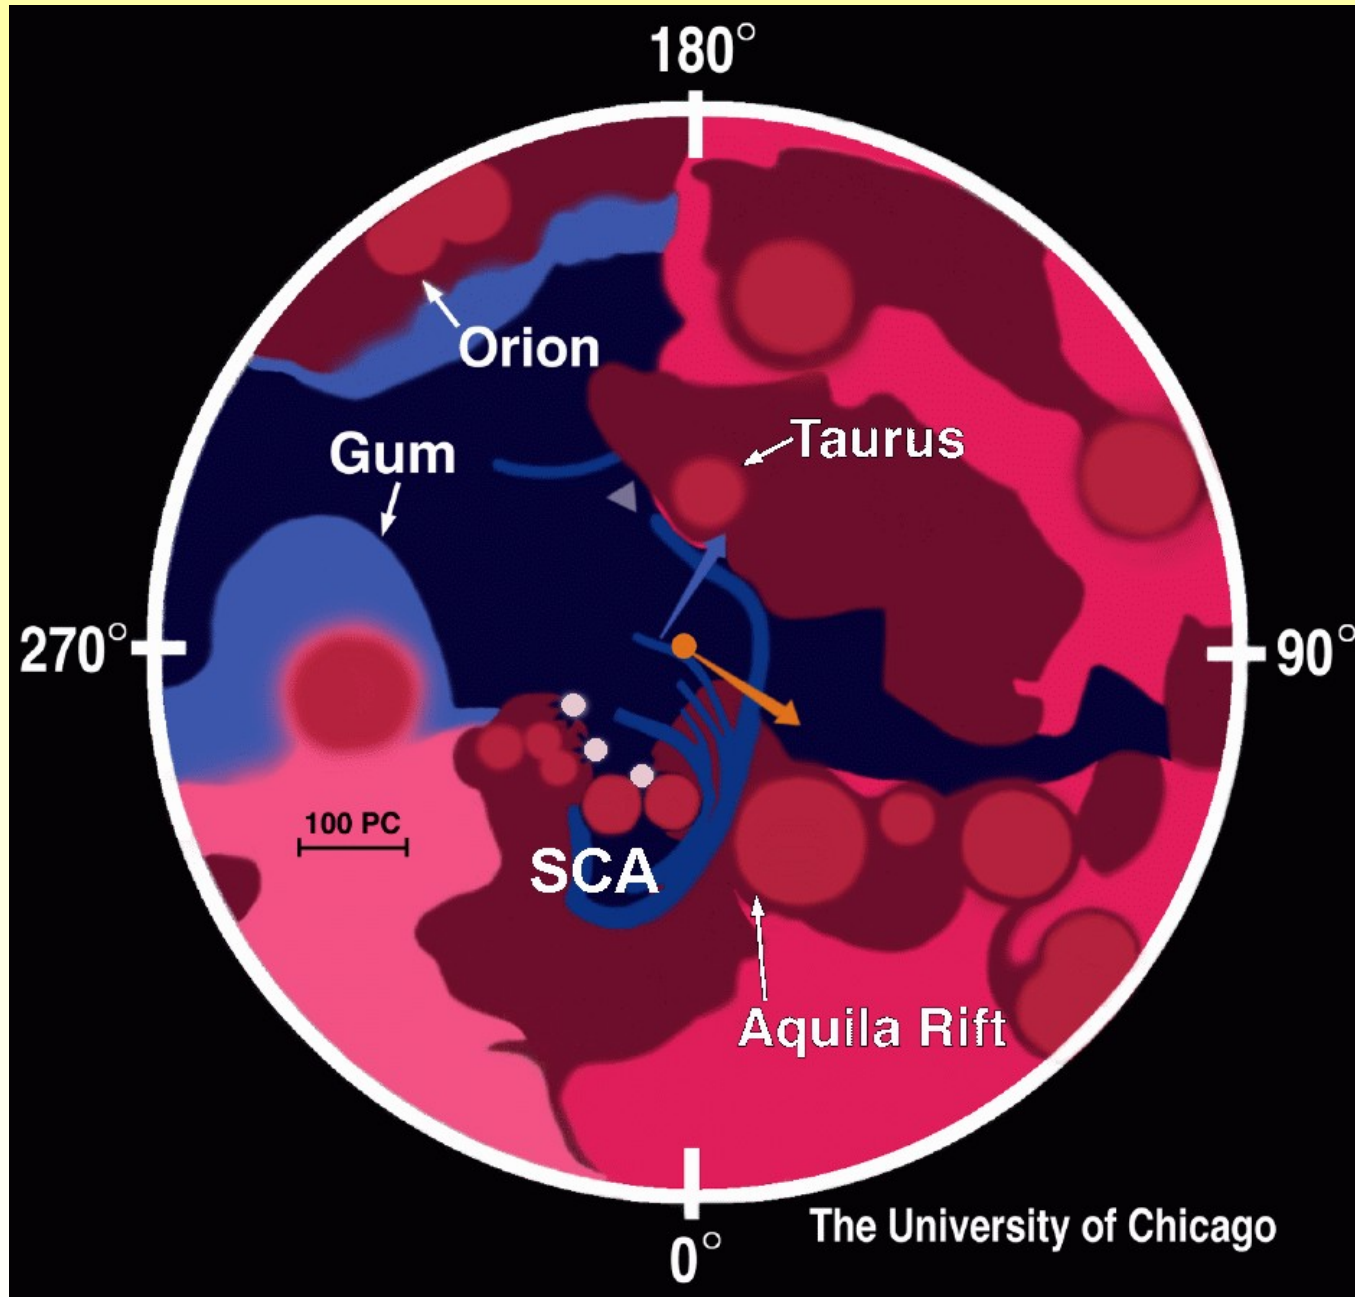 180°
Orion
Taurus
Gum
270°
90°
100 PC
SCA
Aquila Rift
The University of Chicago
0°